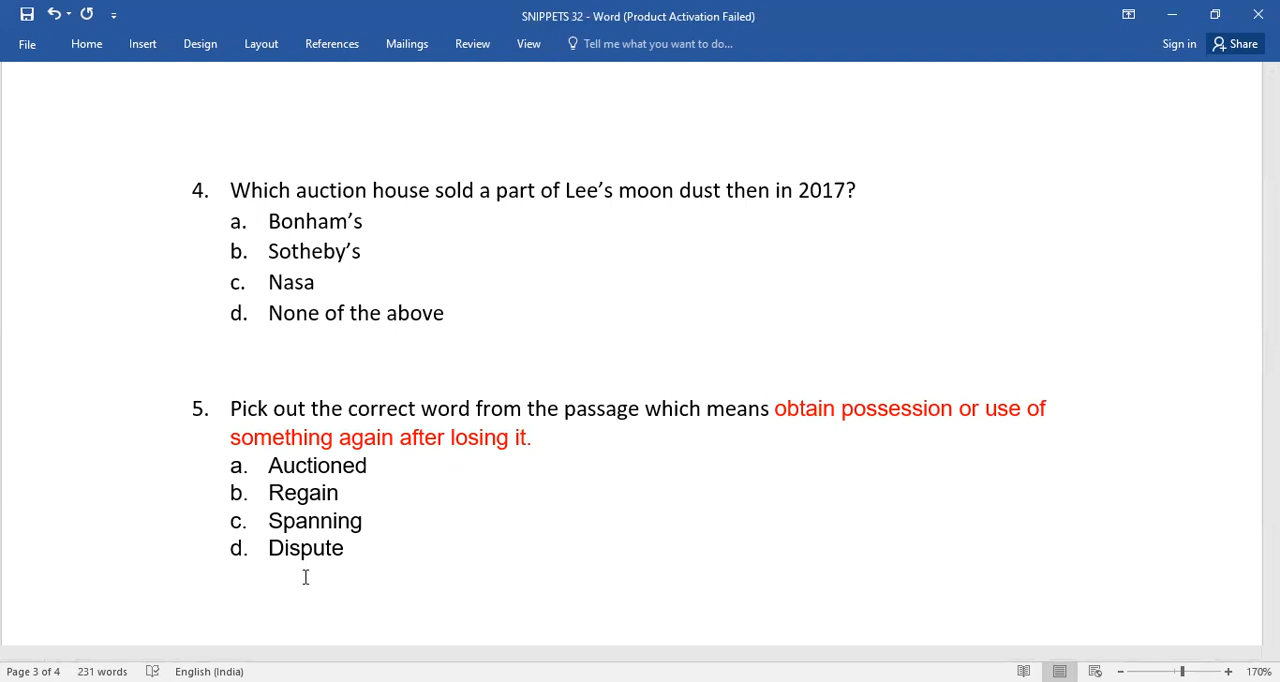 SNIPPETS 32 - Word (Product Activation Failed)
File Home Insert Design Layout References Mailings Review View Tell me what you want to do... Sign in Share
4. Which auction house sold a part of Lee’s moon dust then in 2017?
a. Bonham’s
b. Sotheby’s
c. Nasa
d. None of the above
5. Pick out the correct word from the passage which means obtain possession or use of
something again after losing it.
a. Auctioned
b. Regain
c. Spanning
d. Dispute
Page 3 of 4 231 words English (India) 170%